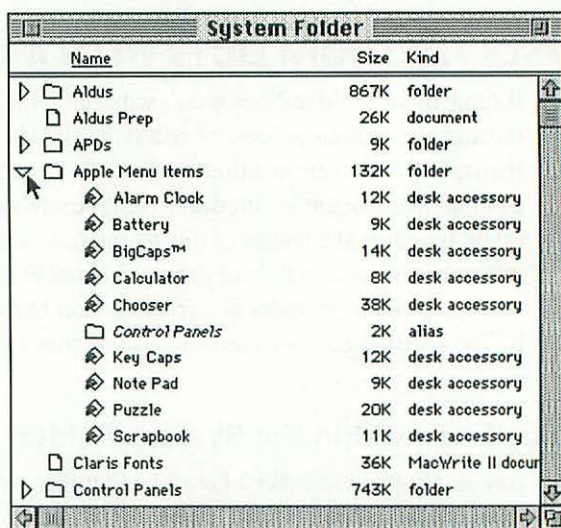 System Folder
Name Size Kind
Aldus 867K folder
Aldus Prep 26K document
APDs 9K folder
Apple Menu Items 132K folder
Alarm Clock 12K desk accessory
Battery 9K desk accessory
BigCaps™ 14K desk accessory
Calculator 8K desk accessory
Chooser 38K desk accessory
Control Panels 2K alias
Key Caps 12K desk accessory
Note Pad 9K desk accessory
Puzzle 20K desk accessory
Scrapbook 11K desk accessory
Claris Fonts 36K MacWrite II docur
Control Panels 743K folder